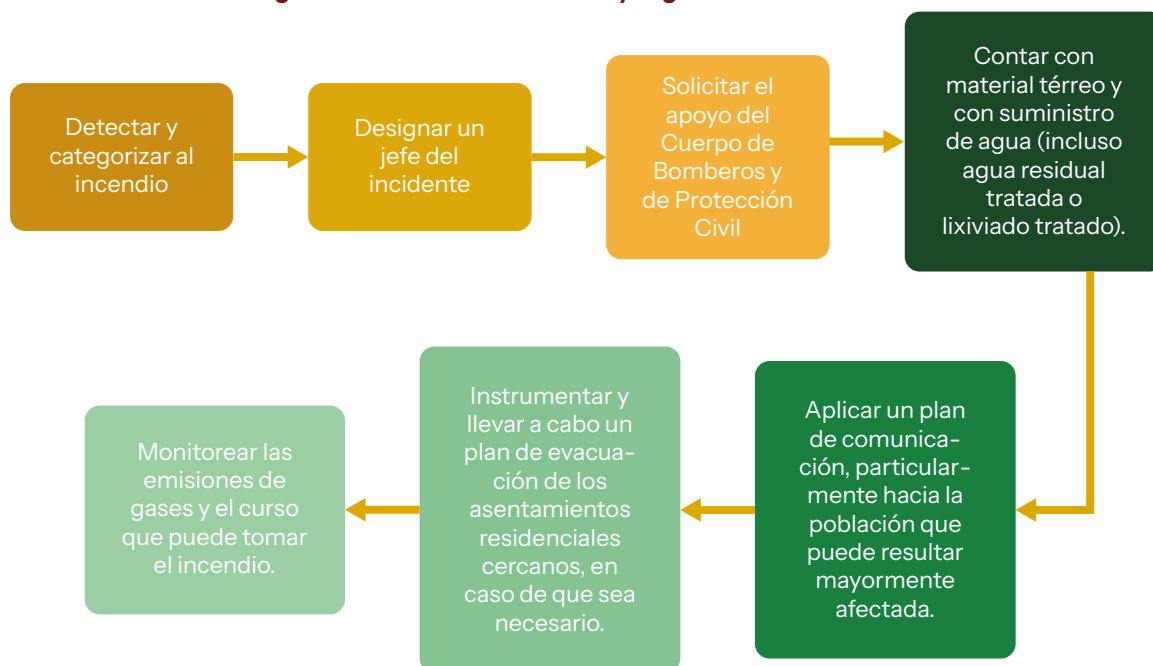 Detectar y
categorizar al
incendio
Designar un
jefe del
incidente
Solicitar el
apoyo del
Cuerpo de
Bomberos y
de Protección
Civil
Contar con
material térreo y
con suministro
de agua (incluso
agua residual
tratada o
lixiviado tratado).
Aplicar un plan
de comunica-
ción, particular-
mente hacia la
población que
puede resultar
mayormente
afectada.
Instrumentar y
llevar a cabo un
plan de evacua-
ción de los
asentamientos
residenciales
cercanos, en
caso de que sea
necesario.
Monitorear las
emisiones de
gases y el curso
que puede tomar
el incendio.